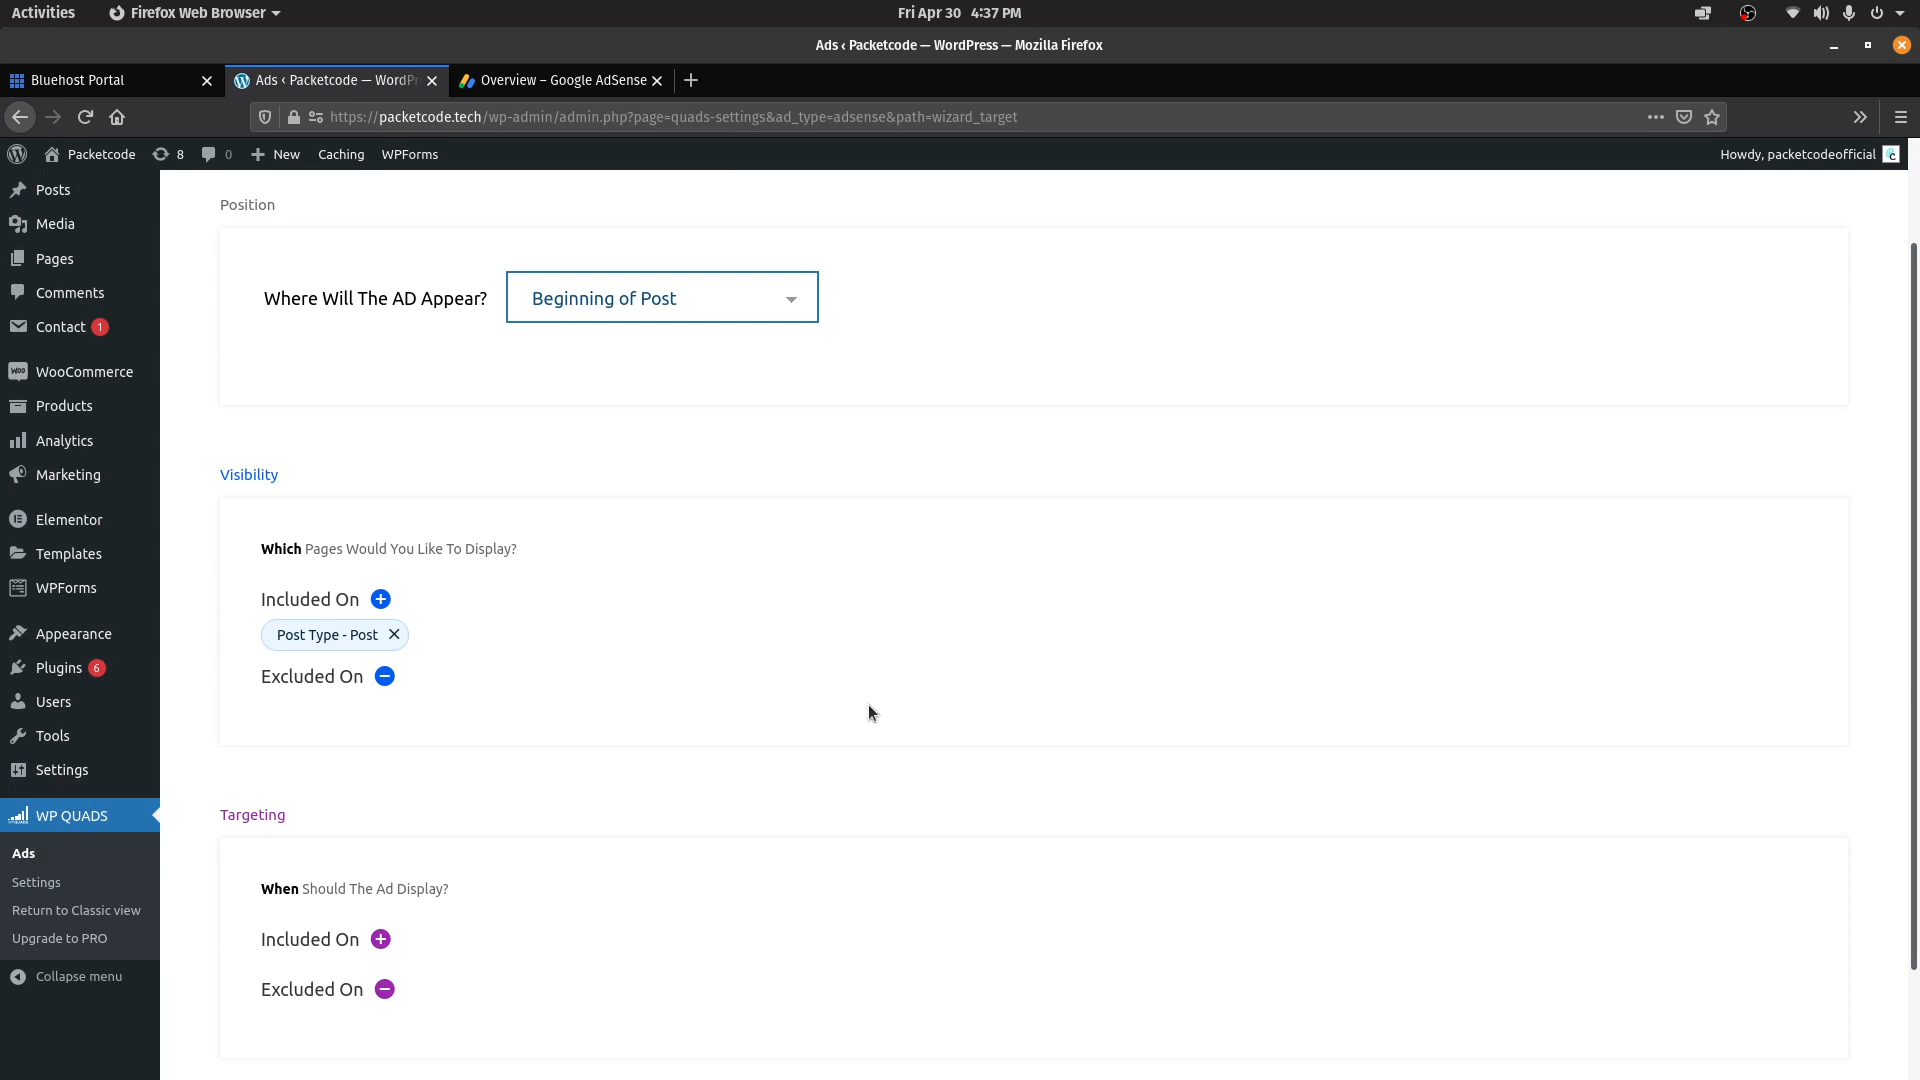 Activities
Firefox Web Browser
Fri Apr 30 4:37 PM
Ads ‹ Packetcode — WordPress — Mozilla Firefox
Bluehost Portal
Ads ‹ Packetcode — WordPr
Overview – Google AdSense
https://packetcode.tech/wp-admin/admin.php?page=quads-settings&ad_type=adsense&path=wizard_target
Packetcode
8
0
New
Caching
WPForms
Howdy, packetcodeofficial
Posts
Media
Pages
Comments
Contact 1
WooCommerce
Products
Analytics
Marketing
Elementor
Templates
WPForms
Appearance
Plugins 6
Users
Tools
Settings
WP QUADS
Ads
Settings
Return to Classic view
Upgrade to PRO
Collapse menu
Position
Where Will The AD Appear?
Beginning of Post
Visibility
Which Pages Would You Like To Display?
Included On
Post Type - Post
Excluded On
Targeting
When Should The Ad Display?
Included On
Excluded On